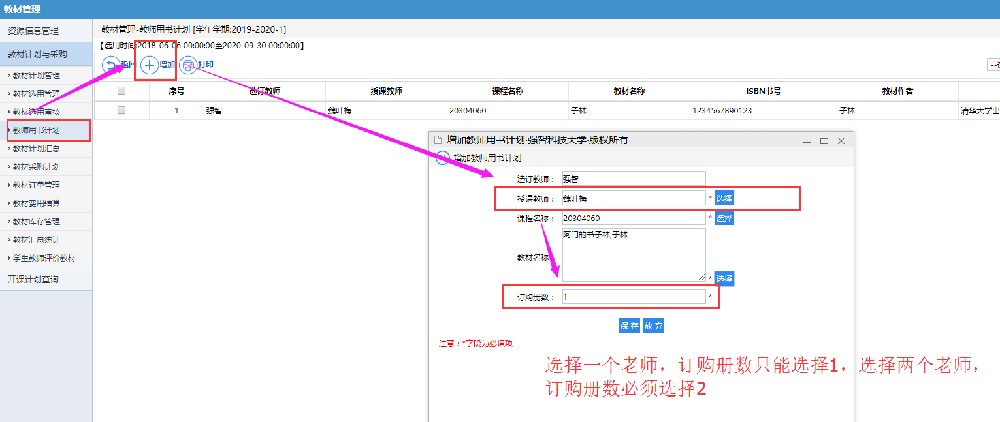 教材管理
资源信息管理
教材计划与采购
教材计划管理
教材选用管理
教材选用审核
教师用书计划
教材计划汇总
教材采购计划
教材订单管理
教材费用结算
教材库存管理
教材汇总统计
学生教师评价教材
开课计划查询
教材管理-教师用书计划 [学年学期:2019-2020-1]
【选用时间:2018-06-06 00:00:00至2020-09-30 00:00:00】
返回 增加 打印
序号 选订教师 授课教师 课程名称 教材名称 ISBN书号 教材作者
1 强智 魏叶梅 20304060 子林 1234567890123 子林 清华大学出
增加教师用书计划·强智科技大学·版权所有
增加教师用书计划
选订教师： 强智
授课教师： 魏叶梅 * 选择
课程名称： 20304060 * 选择
教材名称 阿门的书子林,子林 * 选择
订购册数： 1 *
保存 放弃
注意：*字段为必填项
选择一个老师，订购册数只能选择1，选择两个老师，
订购册数必须选择2